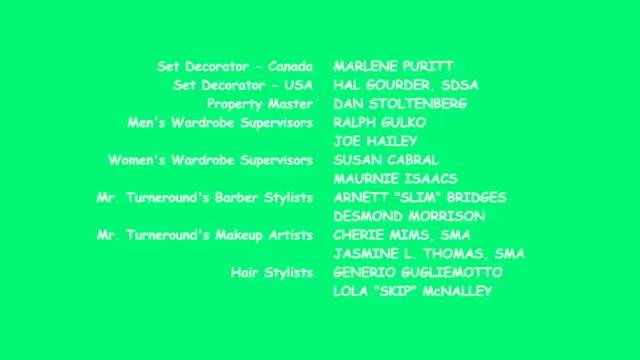 Set Decorator - Canada MARLENE PURITT
Set Decorator - USA HAL GOURDER, SDSA
Property Master DAN STOLTENBERG
Men's Wardrobe Supervisors RALPH GULKO
JOE HAILEY
Women's Wardrobe Supervisors SUSAN CABRAL
MAURNIE ISAACS
Mr. Turneround's Barber Stylists ARNETT "SLIM" BRIDGES
DESMOND MORRISON
Mr. Turneround's Makeup Artists CHERIE MIMS, SMA
JASMINE L. THOMAS, SMA
Hair Stylists GENERIO GUGLIEMOTTO
LOLA "SKIP" McNALLEY